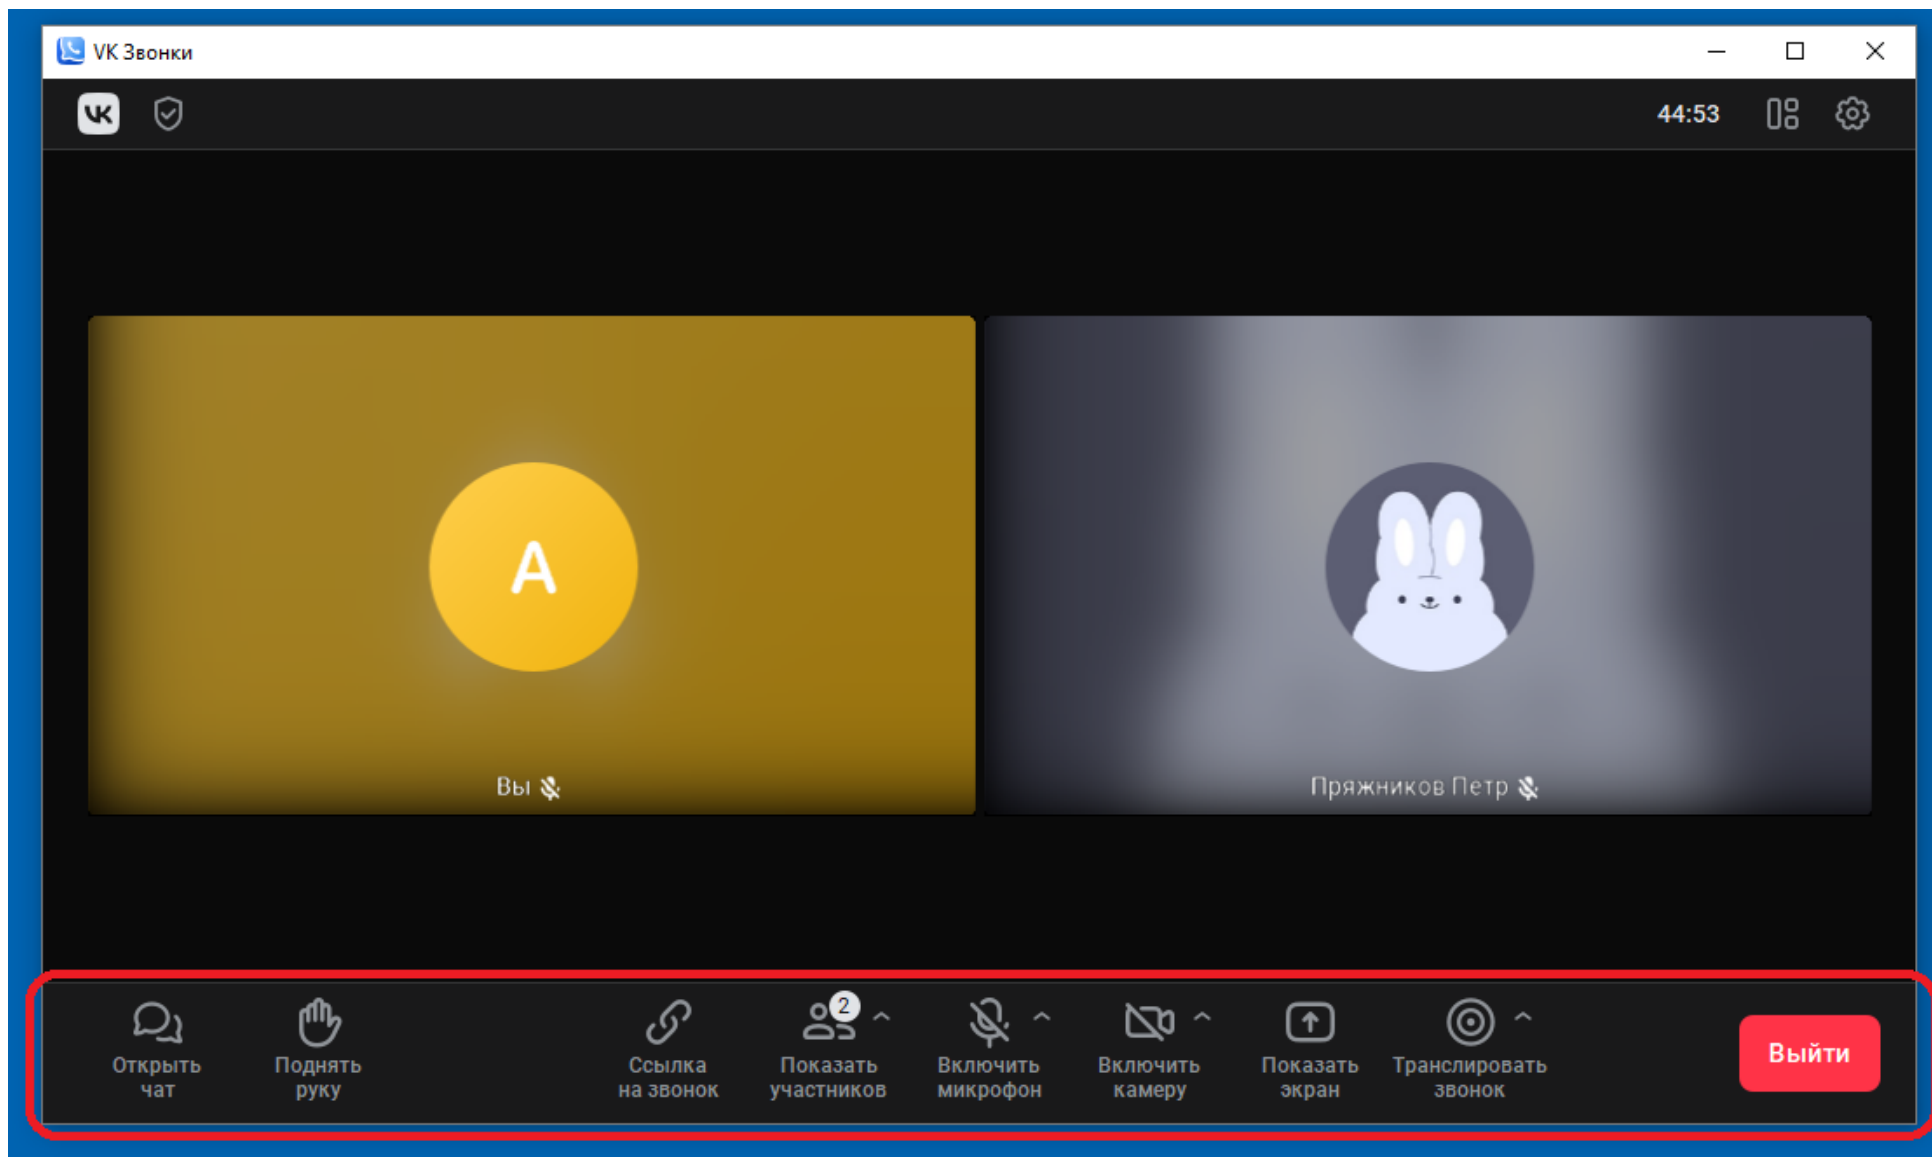 VK Звонки
VK
44:53
A
Вы
Пряжников Петр
2
Открыть
чат
Поднять
руку
Ссылка
на звонок
Показать
участников
Включить
микрофон
Включить
камеру
Показать
экран
Транслировать
звонок
Выйти